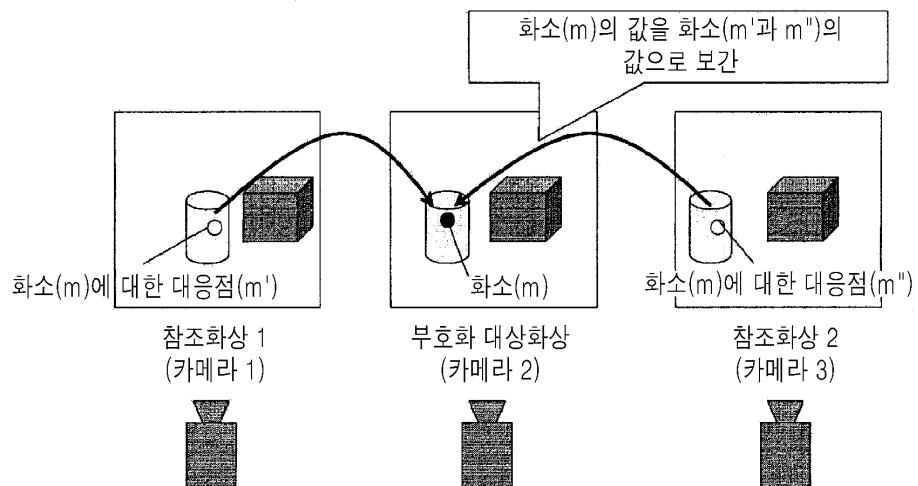 화소(m)의 값을 화소(m'과 m")의
값으로 보간
화소(m)에 대한 대응점(m')
화소(m)
화소(m)에 대한 대응점(m")
참조화상 1
(카메라 1)
부호화 대상화상
(카메라 2)
참조화상 2
(카메라 3)